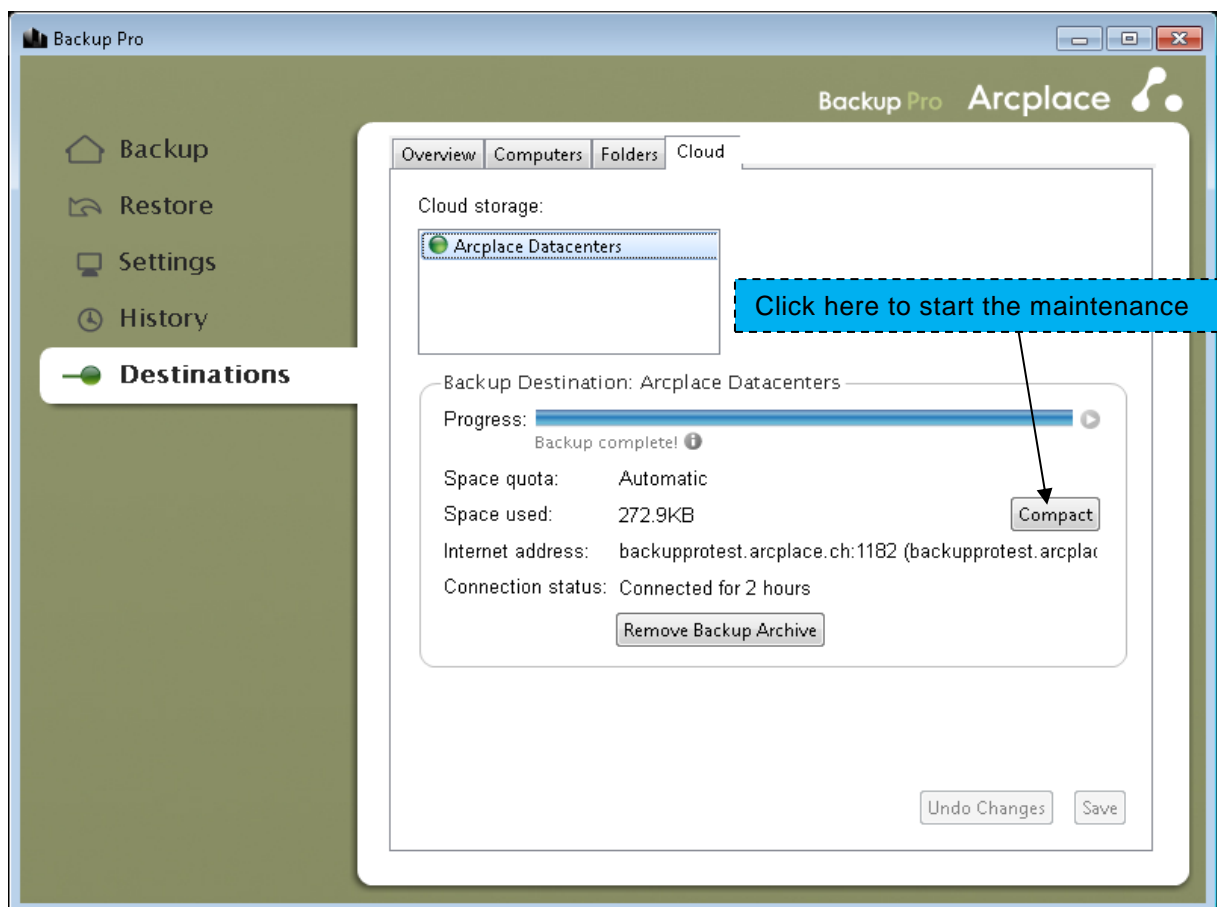 Backup Pro
Backup Pro Arcplace
Backup
Restore
Settings
History
Destinations
Overview Computers Folders Cloud
Cloud storage:
Arcplace Datacenters
Click here to start the maintenance
Backup Destination: Arcplace Datacenters
Progress:
Backup complete!
Space quota: Automatic
Space used: 272.9KB Compact
Internet address: backupprotest.arcplace.ch:1182 (backupprotest.arcplac
Connection status: Connected for 2 hours
Remove Backup Archive
Undo Changes Save